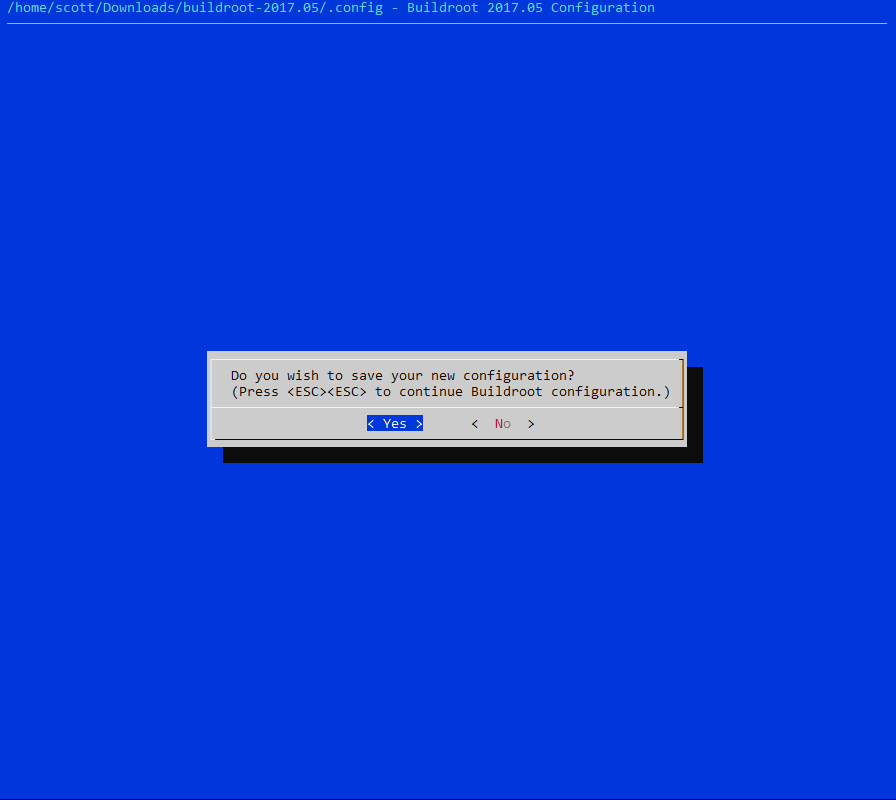 /home/scott/Downloads/buildroot-2017.05/.config - Buildroot 2017.05 Configuration
Do you wish to save your new configuration?
(Press <ESC><ESC> to continue Buildroot configuration.)
< Yes > < No >